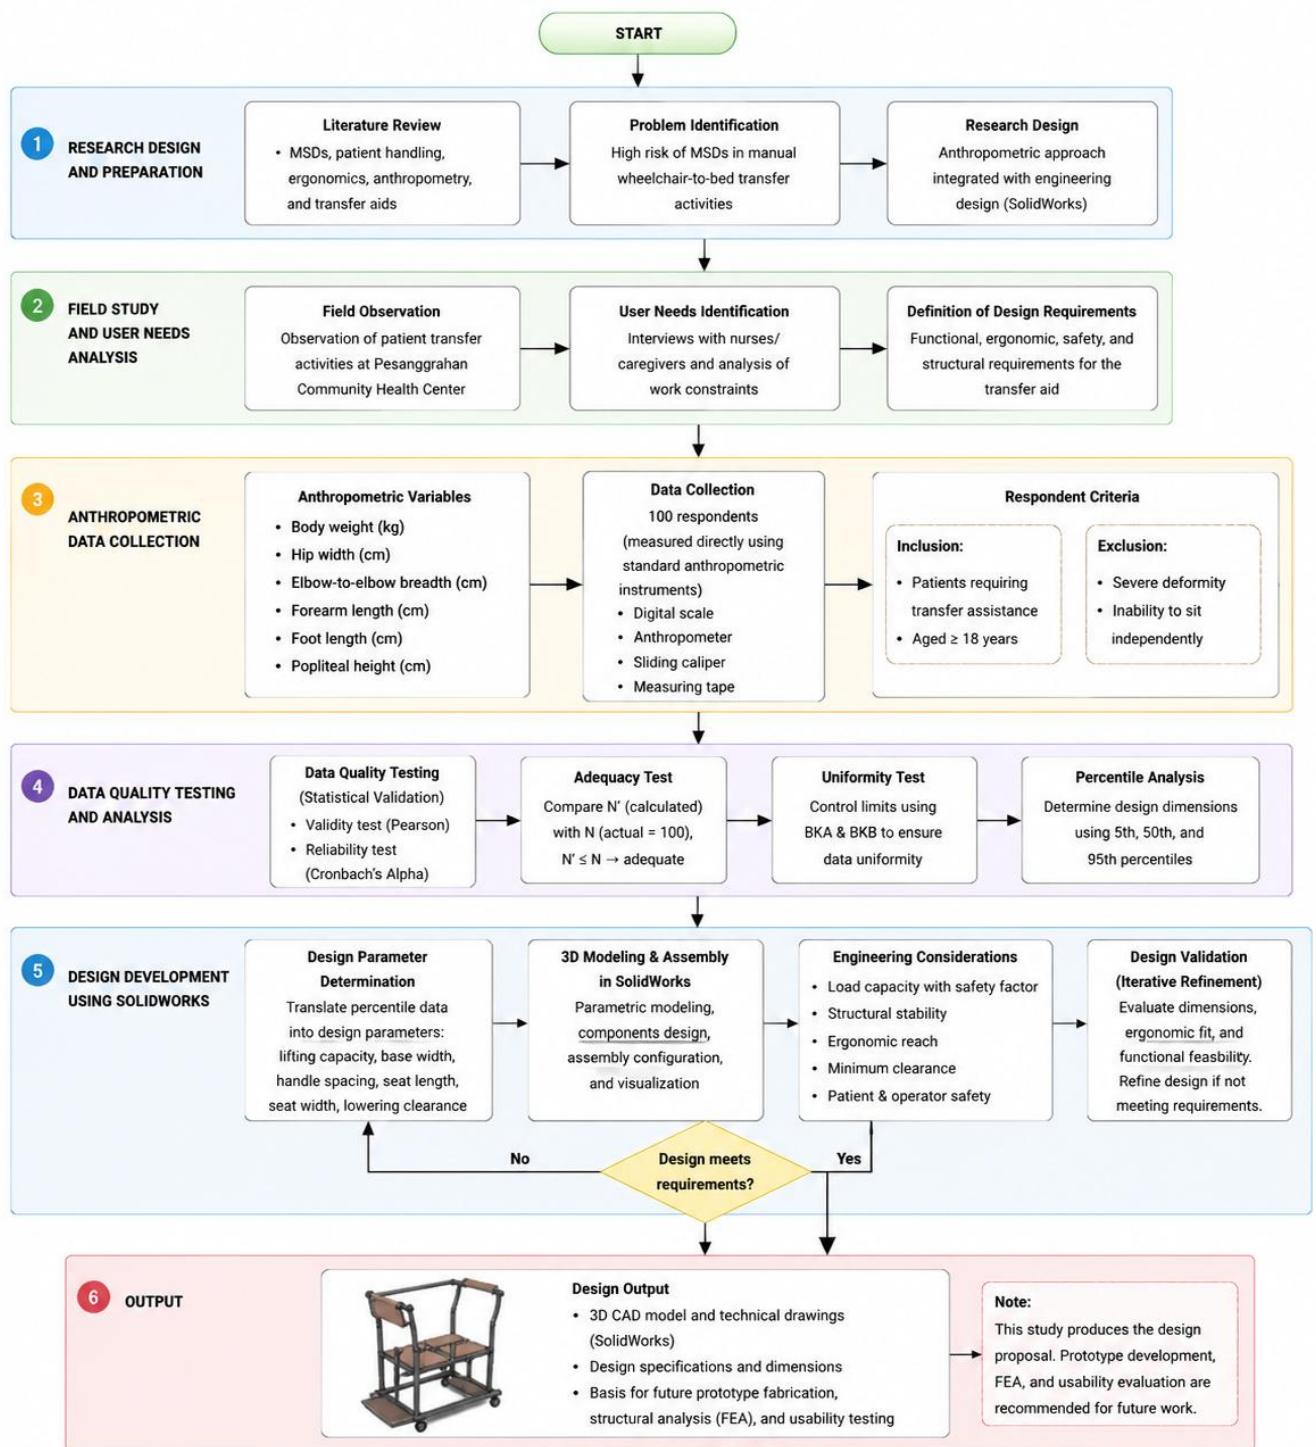 START
1
RESEARCH DESIGN
AND PREPARATION
Literature Review
• MSDs, patient handling,
ergonomics, anthropometry,
and transfer aids
Problem Identification
High risk of MSDs in manual
wheelchair-to-bed transfer
activities
Research Design
Anthropometric approach
integrated with engineering
design (SolidWorks)
2
FIELD STUDY
AND USER NEEDS
ANALYSIS
Field Observation
Observation of patient transfer
activities at Pesanggrahan
Community Health Center
User Needs Identification
Interviews with nurses/
caregivers and analysis of
work constraints
Definition of Design Requirements
Functional, ergonomic, safety, and
structural requirements for the
transfer aid
3
ANTHROPOMETRIC
DATA COLLECTION
Anthropometric Variables
• Body weight (kg)
• Hip width (cm)
• Elbow-to-elbow breadth (cm)
• Forearm length (cm)
• Foot length (cm)
• Popliteal height (cm)
Data Collection
100 respondents
(measured directly using
standard anthropometric
instruments)
• Digital scale
• Anthropometer
• Sliding caliper
• Measuring tape
Respondent Criteria
Inclusion:
• Patients requiring
transfer assistance
• Aged ≥ 18 years
Exclusion:
• Severe deformity
• Inability to sit
independently
4
DATA QUALITY TESTING
AND ANALYSIS
Data Quality Testing
(Statistical Validation)
• Validity test (Pearson)
• Reliability test
(Cronbach's Alpha)
Adequacy Test
Compare N' (calculated)
with N (actual = 100),
N' ≤ N → adequate
Uniformity Test
Control limits using
BKA & BKB to ensure
data uniformity
Percentile Analysis
Determine design dimensions
using 5th, 50th, and
95th percentiles
5
DESIGN DEVELOPMENT
USING SOLIDWORKS
Design Parameter
Determination
Translate percentile data
into design parameters:
lifting capacity, base width,
handle spacing, seat length,
seat width, lowering clearance
3D Modeling & Assembly
in SolidWorks
Parametric modeling,
components design,
assembly configuration,
and visualization
Engineering Considerations
• Load capacity with safety factor
• Structural stability
• Ergonomic reach
• Minimum clearance
• Patient & operator safety
Design Validation
(Iterative Refinement)
Evaluate dimensions,
ergonomic fit, and
functional feasbility.
Refine design if not
meeting requirements.
No
Design meets
requirements?
Yes
6
OUTPUT
Design Output
• 3D CAD model and technical drawings
(SolidWorks)
• Design specifications and dimensions
• Basis for future prototype fabrication,
structural analysis (FEA), and usability testing
Note:
This study produces the design
proposal. Prototype development,
FEA, and usability evaluation are
recommended for future work.